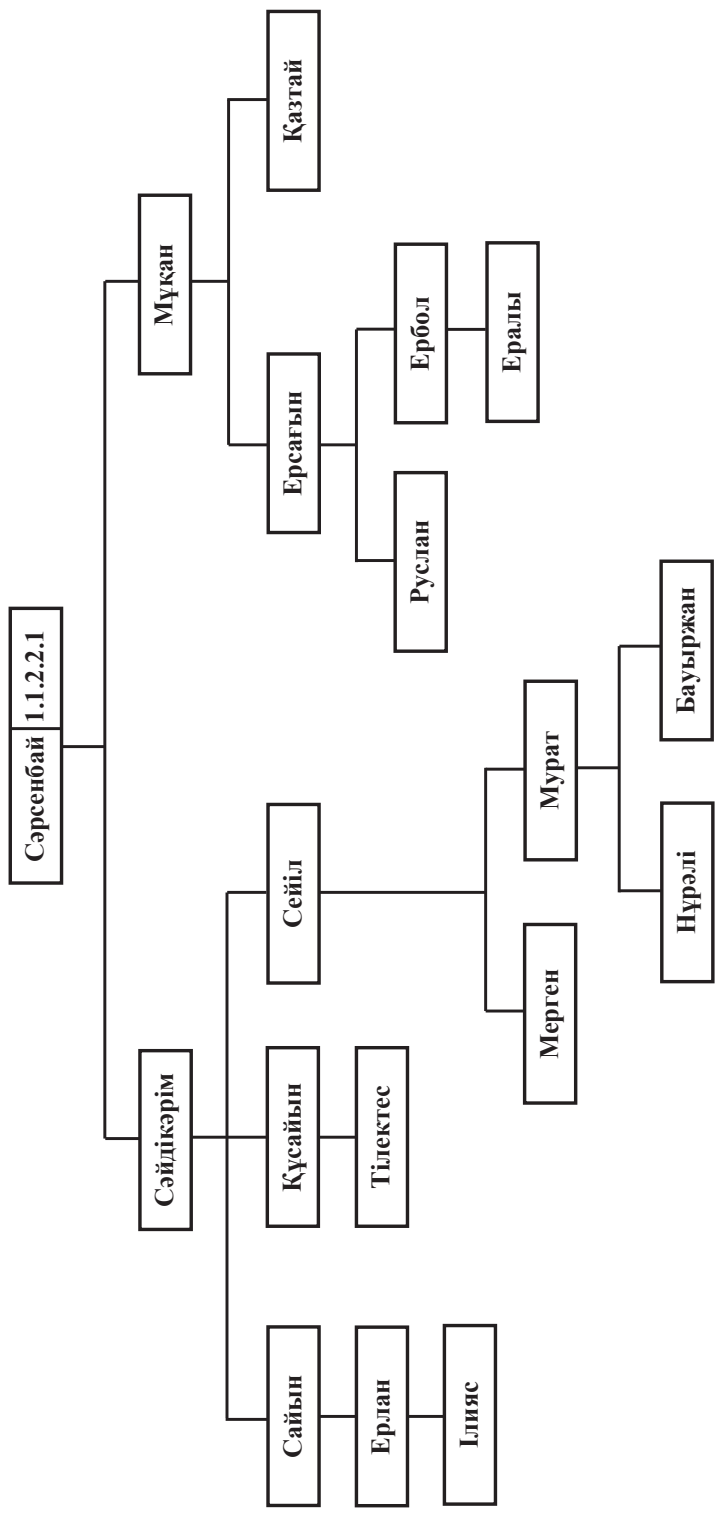 Сәрсенбай 1.1.2.2.1
Сәйдікәрім
Мұқан
Сайын
Құсайын
Сейіл
Ерсағын
Қазтай
Ерлан
Тілектес
Руслан
Ербол
Ілияс
Мерген
Мурат
Ералы
Нұрәлі
Бауыржан